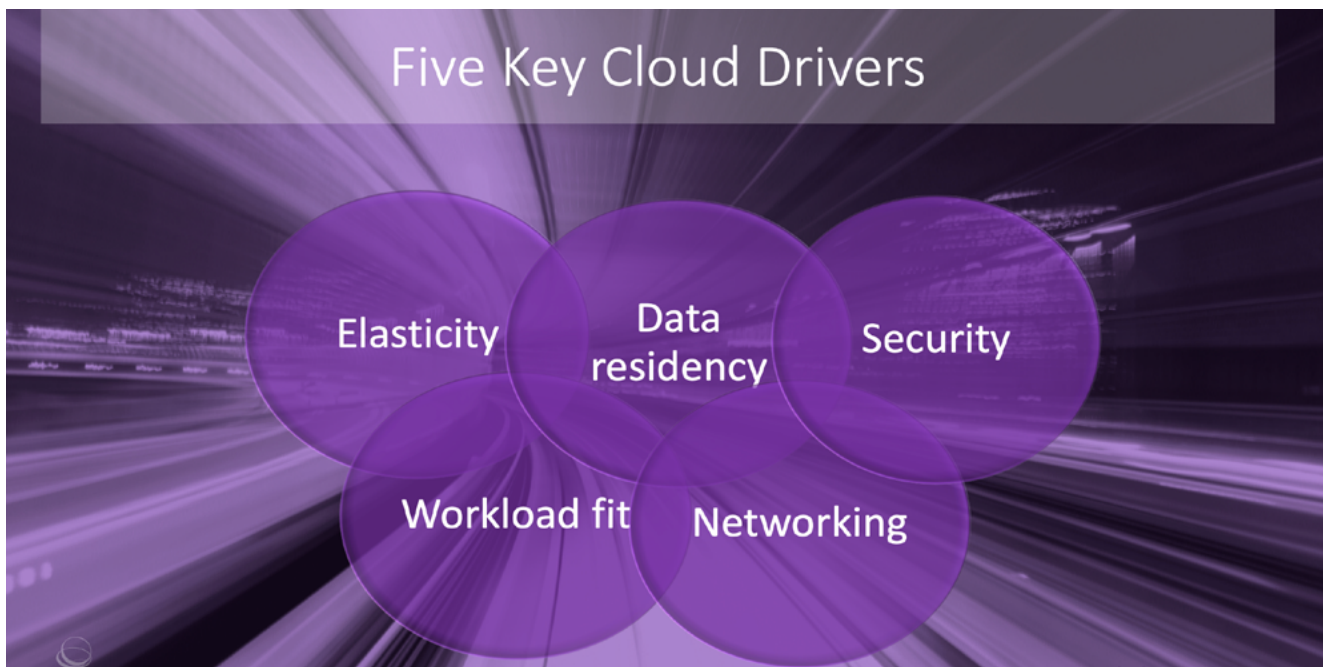 Five Key Cloud Drivers
Elasticity
Data
residency
Security
Workload fit
Networking